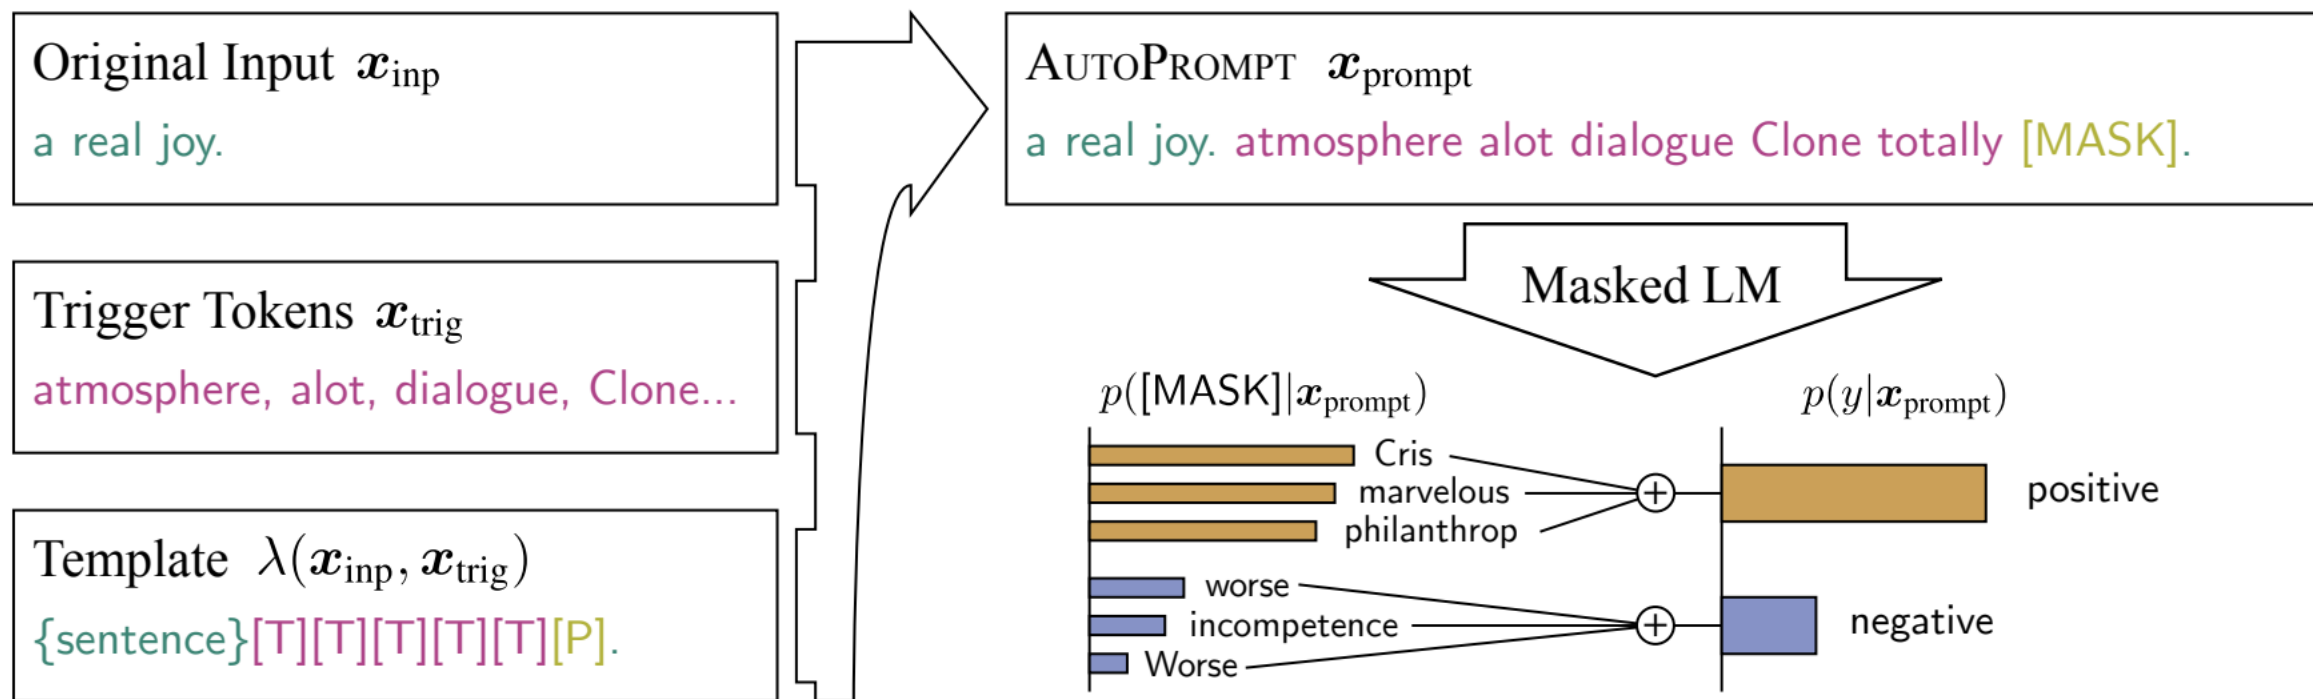 Original Input x_inp
a real joy.
Trigger Tokens x_trig
atmosphere, alot, dialogue, Clone...
Template λ(x_inp, x_trig)
{sentence}[T][T][T][T][T][P].
AUTOPROMPT x_prompt
a real joy. atmosphere alot dialogue Clone totally [MASK].
Masked LM
p([MASK]|x_prompt)
Cris
marvelous
philanthrop
worse
incompetence
Worse
p(y|x_prompt)
positive
negative